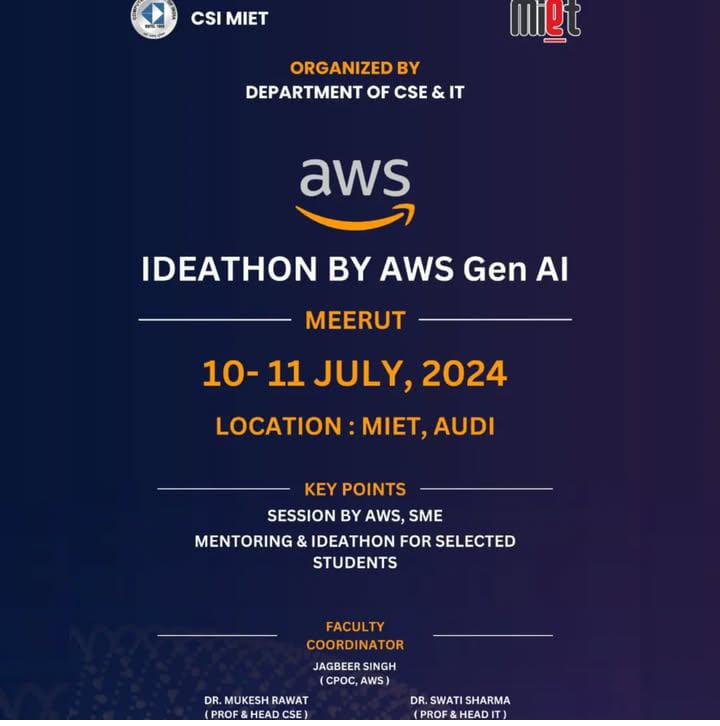 CSI MIET
miet
ORGANIZED BY
DEPARTMENT OF CSE & IT
aws
IDEATHON BY AWS Gen AI
MEERUT
10- 11 JULY, 2024
LOCATION : MIET, AUDI
KEY POINTS
SESSION BY AWS, SME
MENTORING & IDEATHON FOR SELECTED
STUDENTS
FACULTY
COORDINATOR
JAGBEER SINGH
( CPOC, AWS )
DR. MUKESH RAWAT
( PROF & HEAD CSE )
DR. SWATI SHARMA
( PROF & HEAD IT )